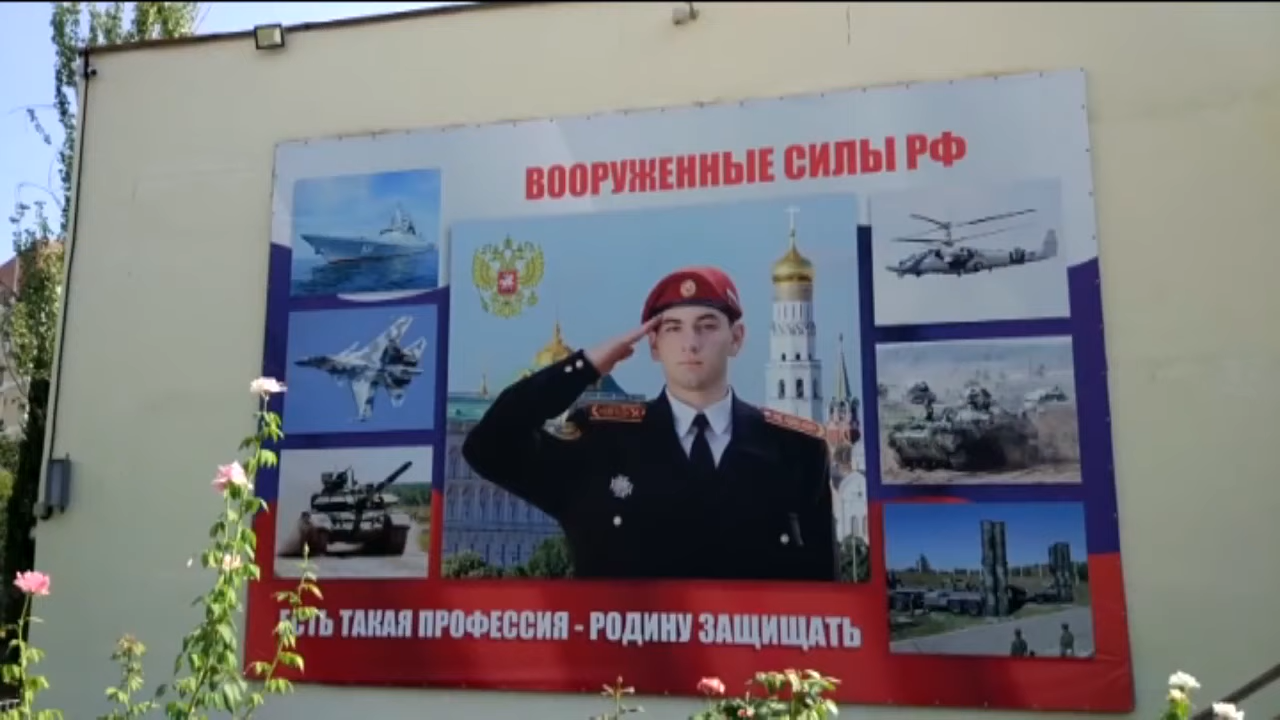 ВООРУЖЕННЫЕ СИЛЫ РФ
ЕСТЬ ТАКАЯ ПРОФЕССИЯ - РОДИНУ ЗАЩИЩАТЬ